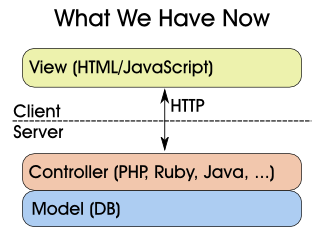 What We Have Now
View (HTML/JavaScript)
HTTP
Client
Server
Controller (PHP, Ruby, Java, ...)
Model (DB)